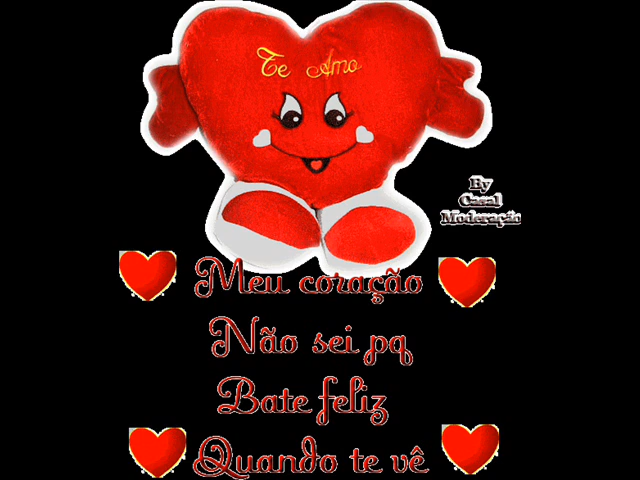 Te Amo
By
Casal
Moderação
Meu coração
Não sei pq
Bate feliz
Quando te vê